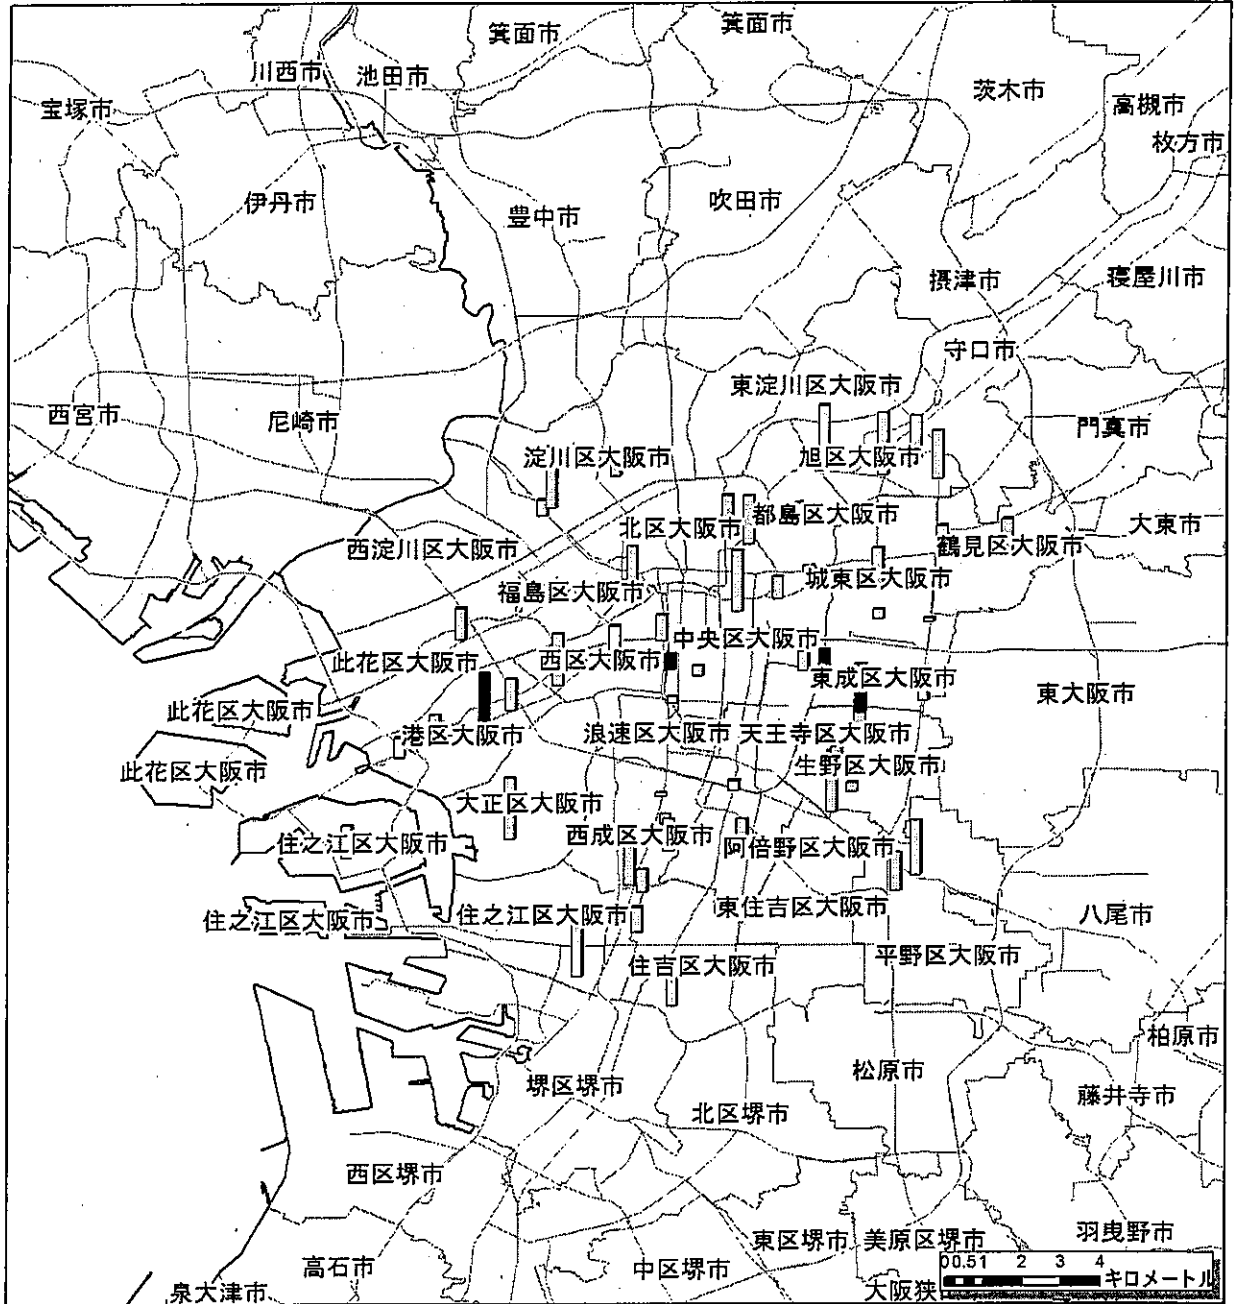 箕面市
箕面市
川西市
池田市
宝塚市
茨木市
高槻市
枚方市
伊丹市
豊中市
吹田市
摂津市
寝屋川市
守口市
東淀川区大阪市
西宮市
尼崎市
門真市
淀川区大阪市
旭区大阪市
北区大阪市
都島区大阪市
大東市
西淀川区大阪市
鶴見区大阪市
福島区大阪市
城東区大阪市
中央区大阪市
此花区大阪市
西区大阪市
東成区大阪市
東大阪市
此花区大阪市
港区大阪市
浪速区大阪市
天王寺区大阪市
此花区大阪市
生野区大阪市
大正区大阪市
西成区大阪市
住之江区大阪市
阿倍野区大阪市
住之江区大阪市
住之江区大阪市
東住吉区大阪市
八尾市
住吉区大阪市
平野区大阪市
柏原市
松原市
堺区堺市
北区堺市
藤井寺市
西区堺市
羽曳野市
東区堺市
美原区堺市
高石市
中区堺市
泉大津市
大阪狭
00.51 2 3 4
キロメートル